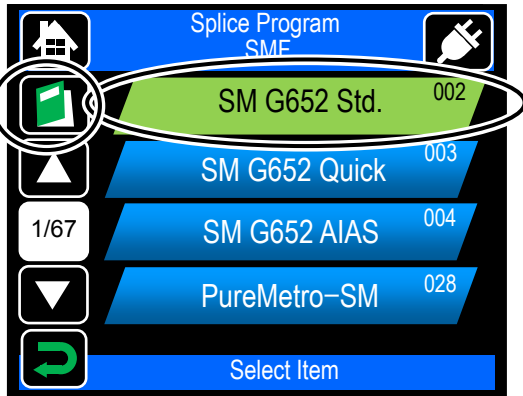 Splice Program
SMF
SM G652 Std.
002
SM G652 Quick
003
1/67
SM G652 AIAS
004
PureMetro-SM
028
Select Item